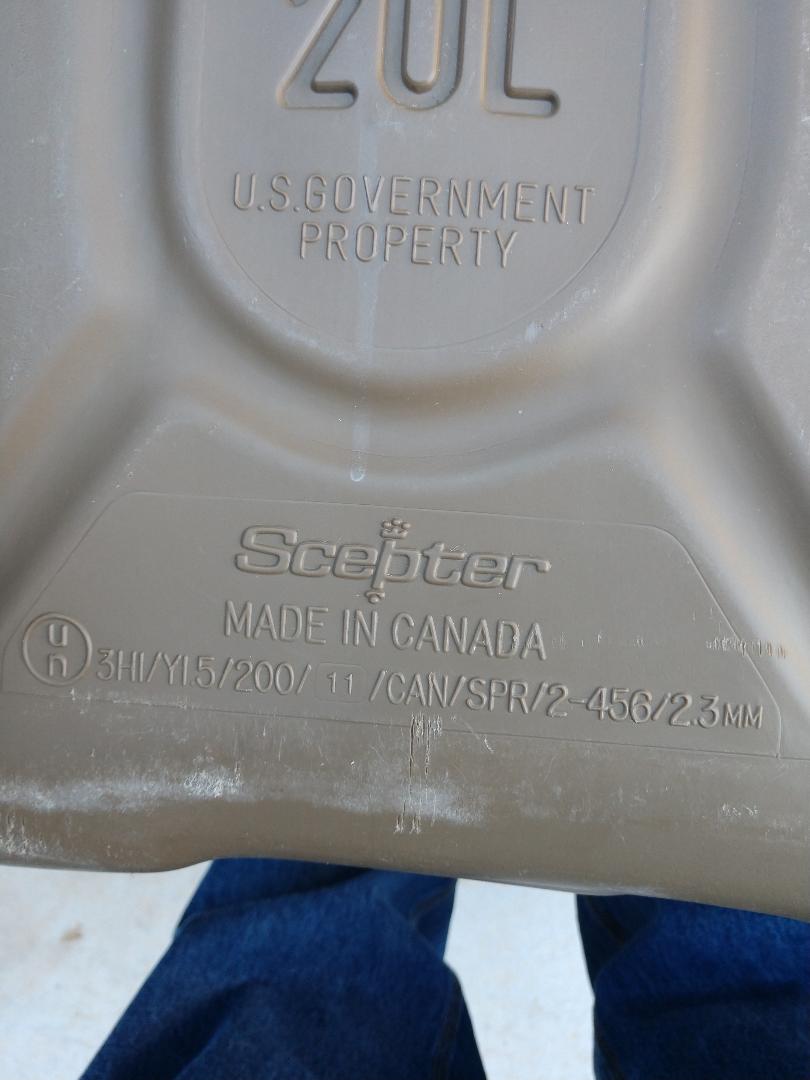 20L
U.S.GOVERNMENT
PROPERTY
Scepter
MADE IN CANADA
un 3H1/Y1.5/200/ 11 /CAN/SPR/2-456/2.3MM